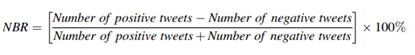 NBR = [Number of positive tweets − Number of negative tweets / Number of positive tweets + Number of negative tweets] × 100%